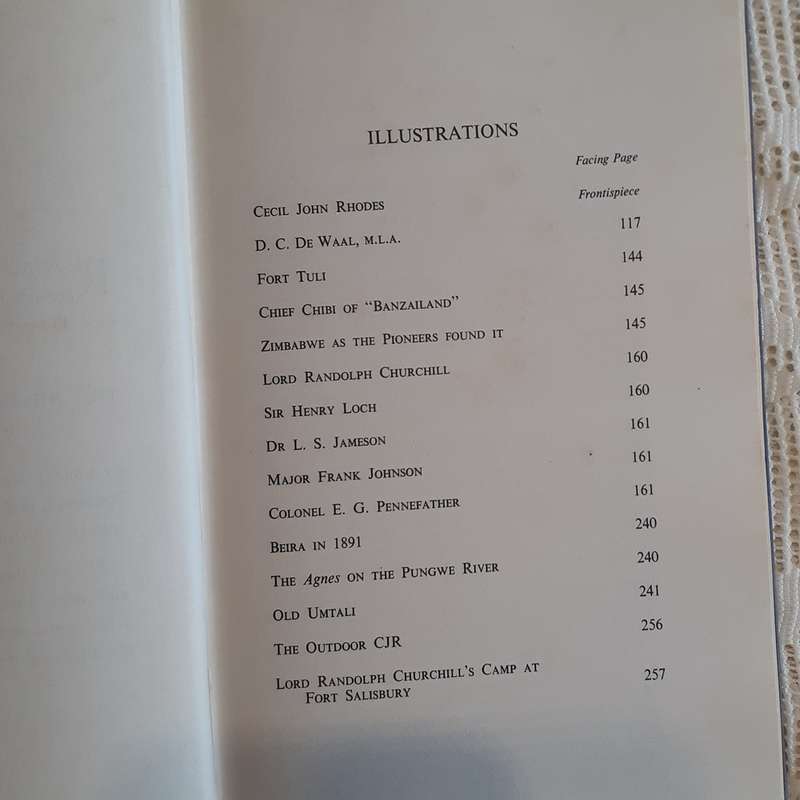 ILLUSTRATIONS
Facing Page
CECIL JOHN RHODES Frontispiece
D. C. DE WAAL, M.L.A. 117
FORT TULI 144
CHIEF CHIBI OF “BANZAILAND” 145
ZIMBABWE AS THE PIONEERS FOUND IT 145
LORD RANDOLPH CHURCHILL 160
SIR HENRY LOCH 160
DR L. S. JAMESON 161
MAJOR FRANK JOHNSON 161
COLONEL E. G. PENNEFATHER 161
BEIRA IN 1891 240
THE Agnes ON THE PUNGWE RIVER 240
OLD UMTALI 241
THE OUTDOOR CJR 256
LORD RANDOLPH CHURCHILL'S CAMP AT
FORT SALISBURY 257